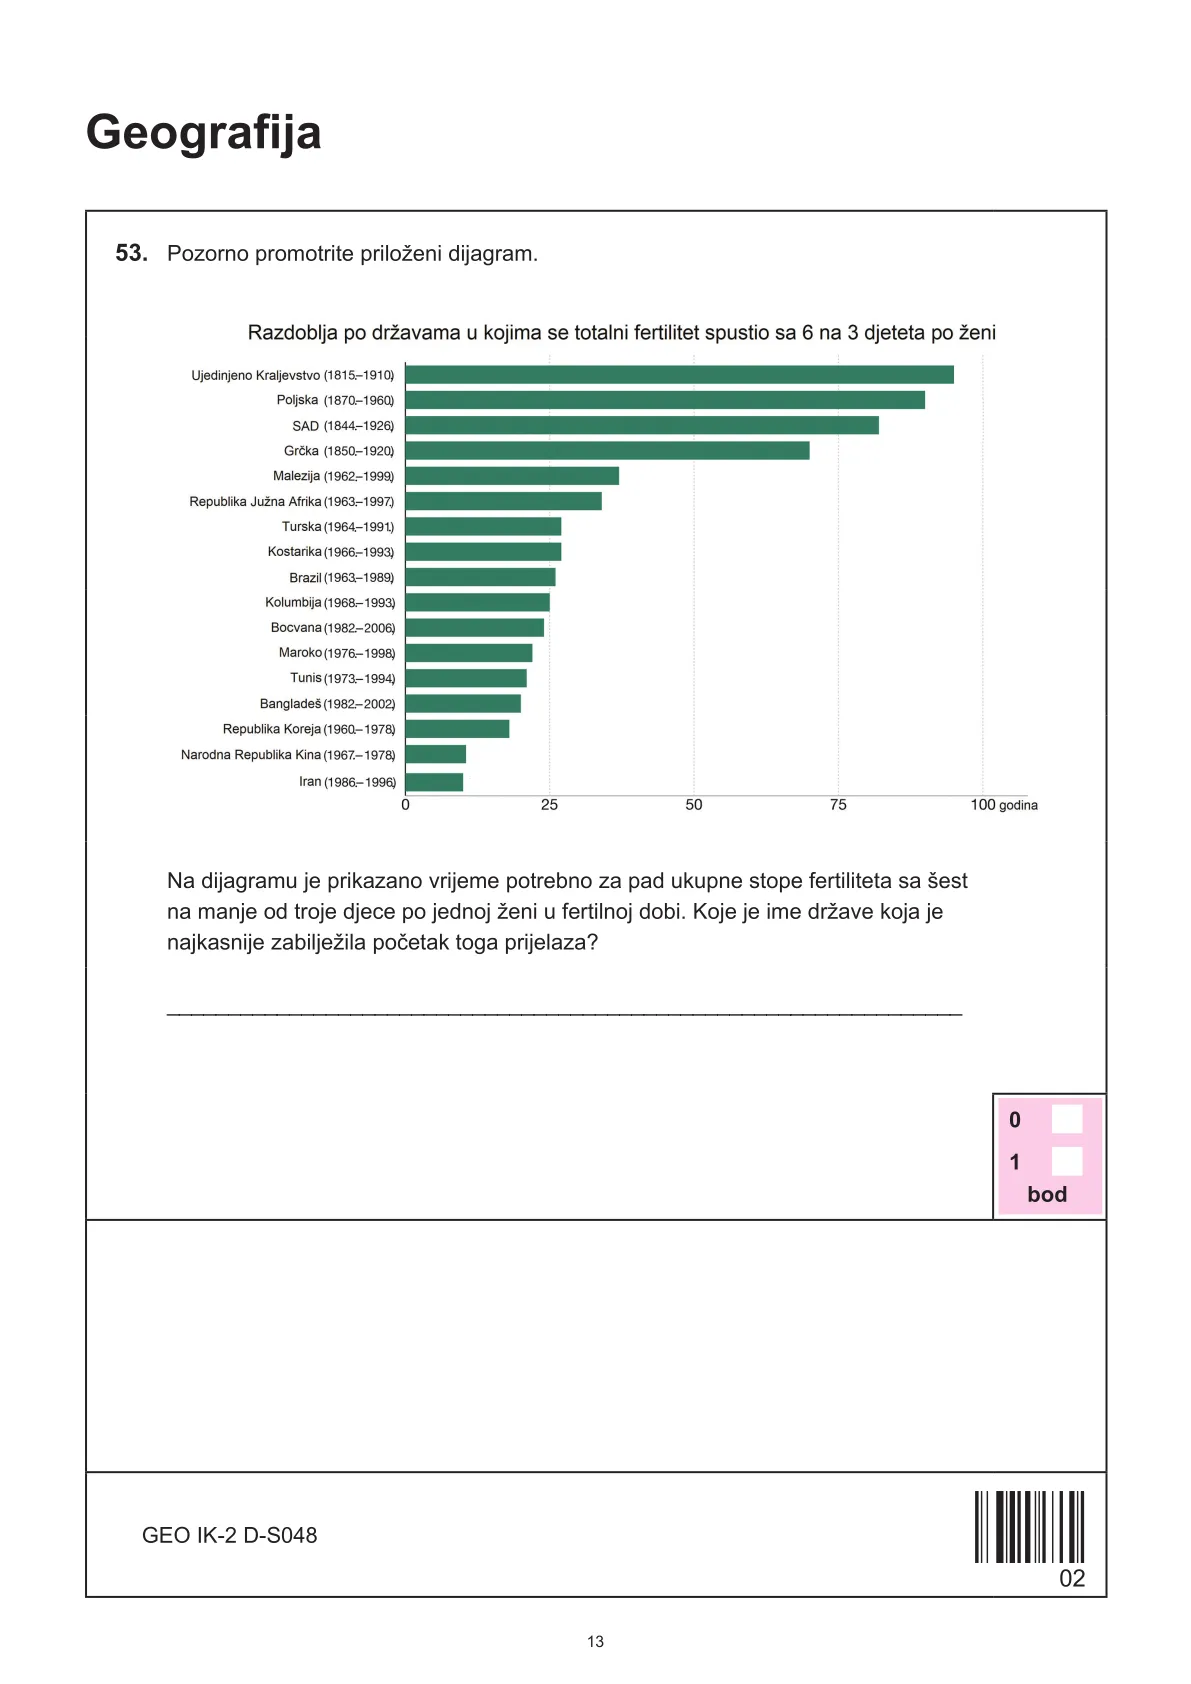 Geografija
53. Pozorno promotrite priloženi dijagram.
Razdoblja po državama u kojima se totalni fertilitet spustio sa 6 na 3 djeteta po ženi
Ujedinjeno Kraljevstvo (1815.–1910.)
Poljska (1870.–1960.)
SAD (1844.–1926.)
Grčka (1850.–1920.)
Malezija (1962.–1999.)
Republika Južna Afrika (1963.–1997.)
Turska (1964.–1991.)
Kostarika (1966.–1993.)
Brazil (1963.–1989.)
Kolumbija (1968.–1993.)
Bocvana (1982.–2006.)
Maroko (1976.–1998.)
Tunis (1973.–1994.)
Bangladeš (1982.–2002.)
Republika Koreja (1960.–1978.)
Narodna Republika Kina (1967.–1978.)
Iran (1986.–1996.)
0 25 50 75 100 godina
Na dijagramu je prikazano vrijeme potrebno za pad ukupne stope fertiliteta sa šest
na manje od troje djece po jednoj ženi u fertilnoj dobi. Koje je ime države koja je
najkasnije zabilježila početak toga prijelaza?
0
1
bod
GEO IK-2 D-S048
02
13